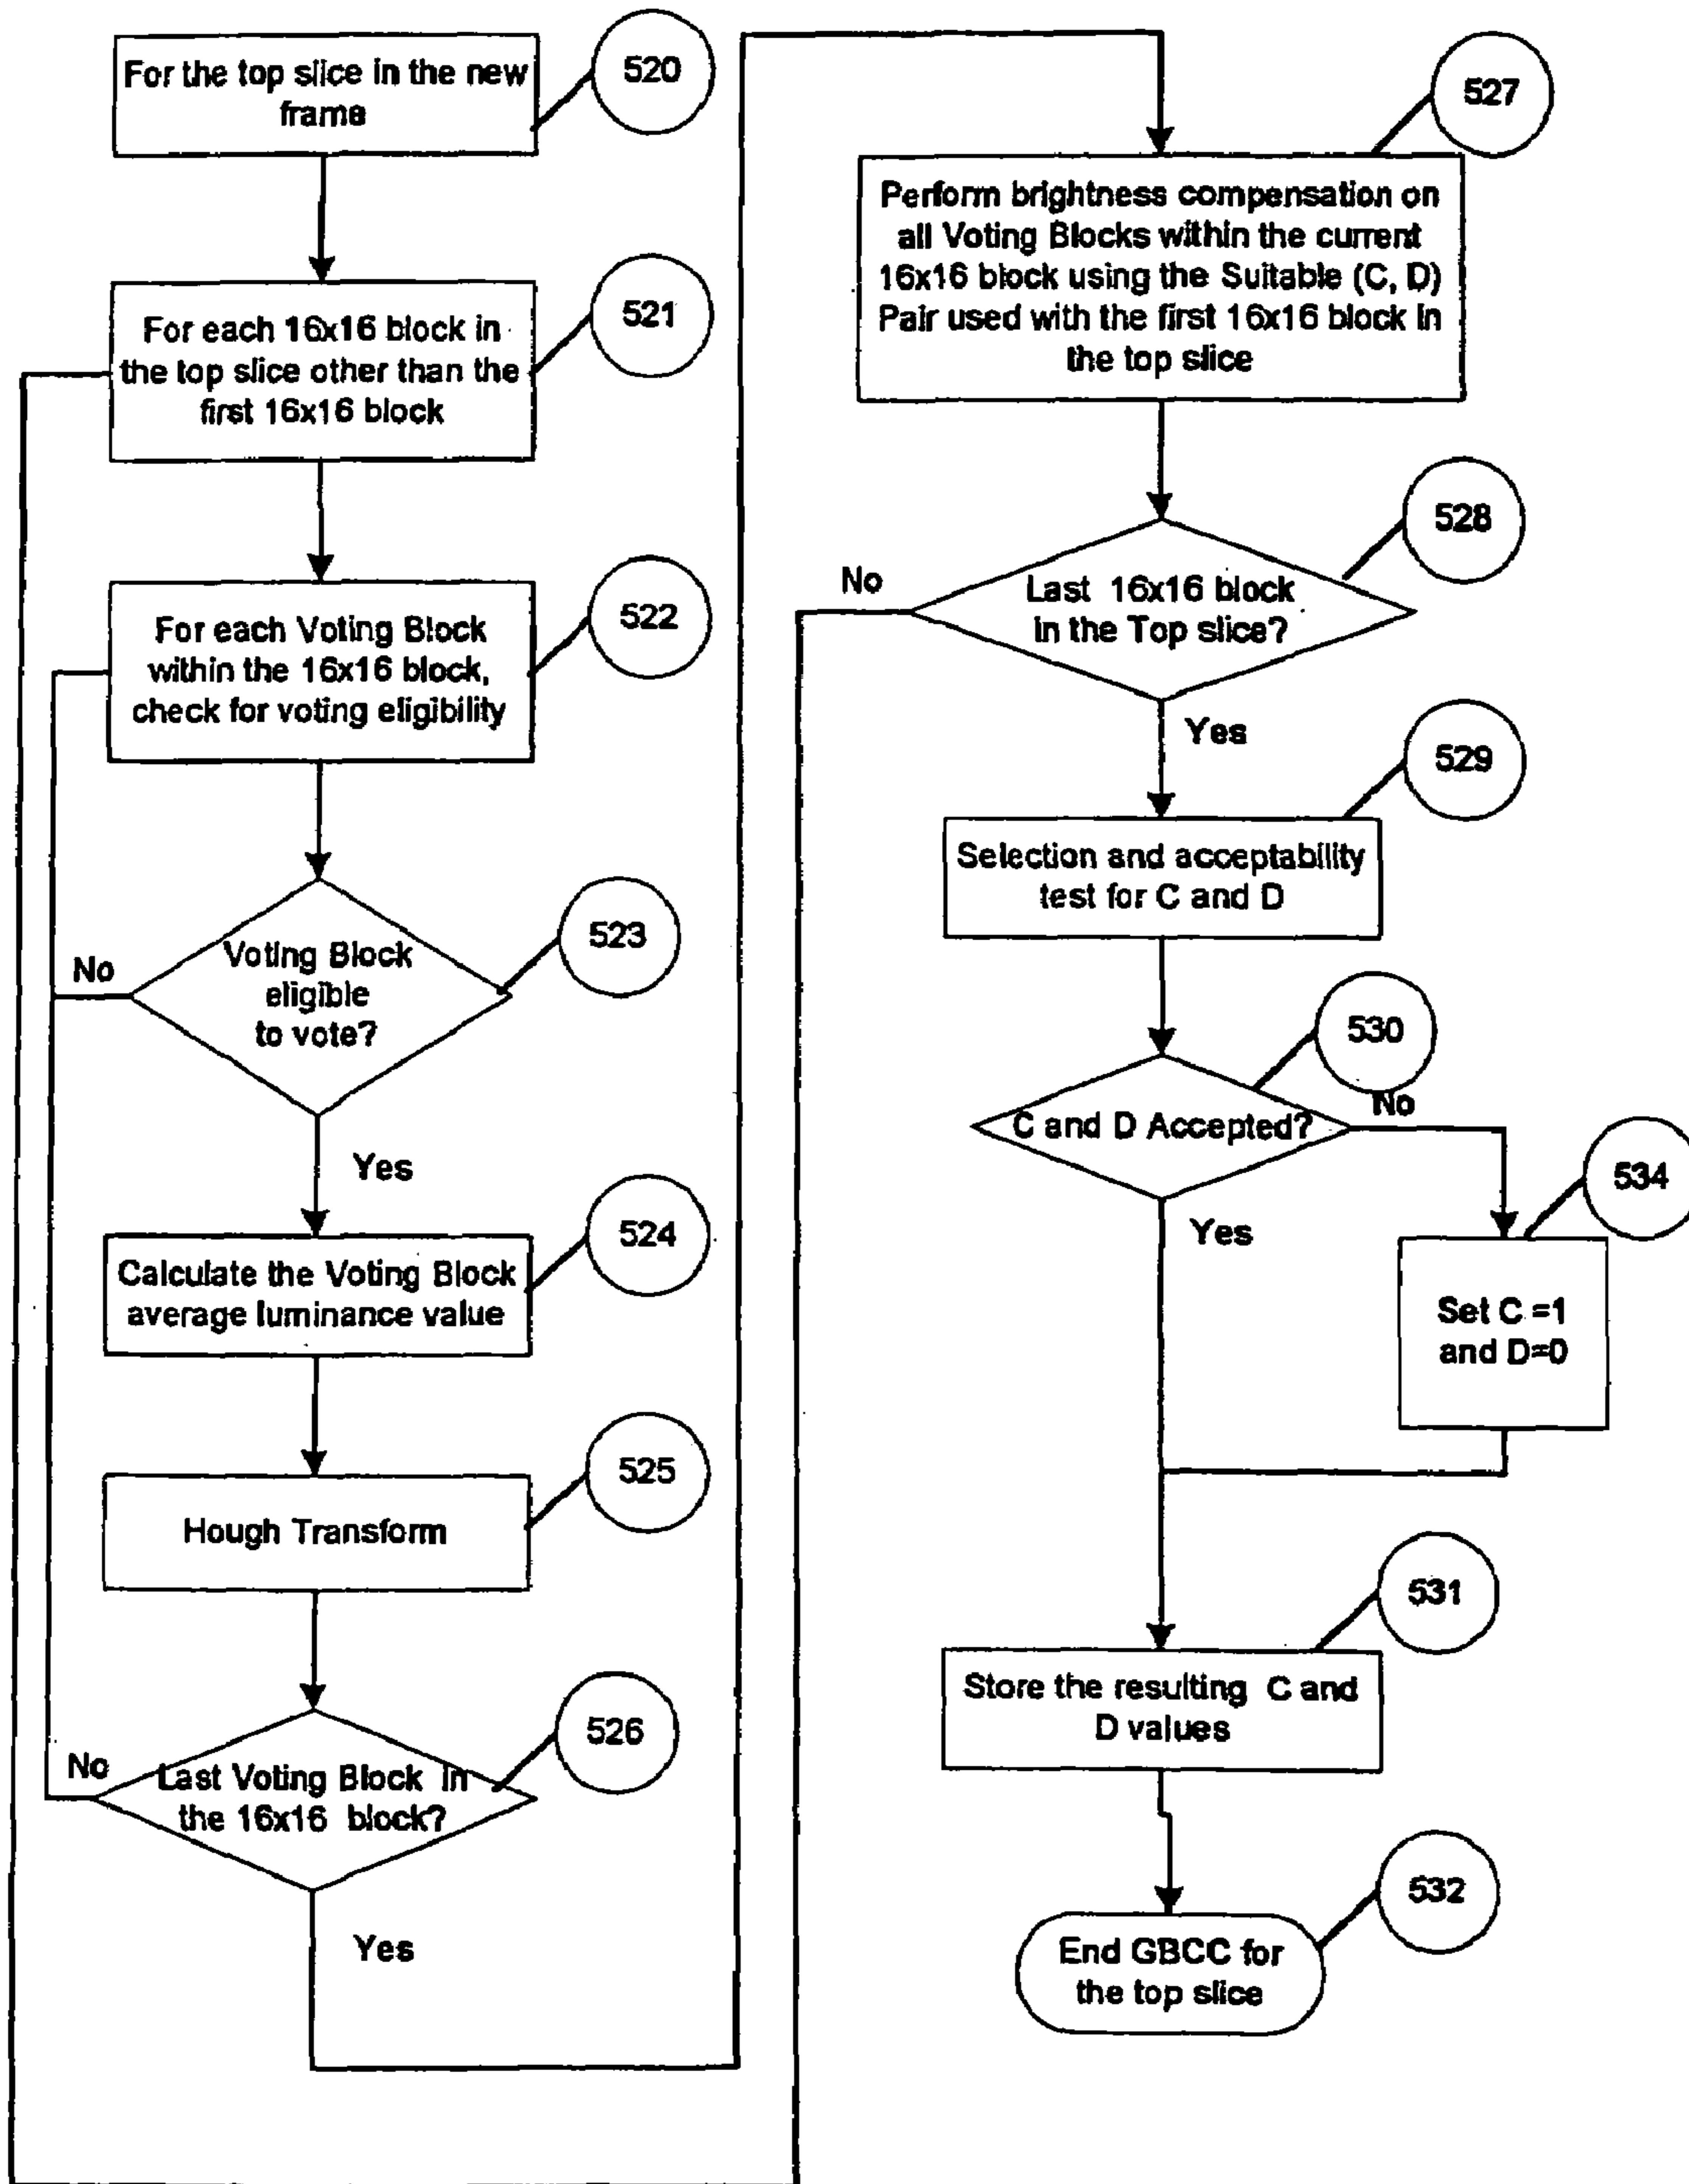 For the top slice in the new
frame
520
For each 16x16 block in
the top slice other than the
first 16x16 block
521
For each Voting Block
within the 16x16 block,
check for voting eligibility
522
Voting Block
eligible
to vote?
523
No
Yes
Calculate the Voting Block
average luminance value
524
Hough Transform
525
Last Voting Block in
the 16x16 block?
526
No
Yes
527
Perform brightness compensation on
all Voting Blocks within the current
16x16 block using the Suitable (C, D)
Pair used with the first 16x16 block in
the top slice
528
Last 16x16 block
in the Top slice?
No
Yes
529
Selection and acceptability
test for C and D
530
C and D Accepted?
No
Yes
534
Set C =1
and D=0
531
Store the resulting C and
D values
532
End GBCC for
the top slice